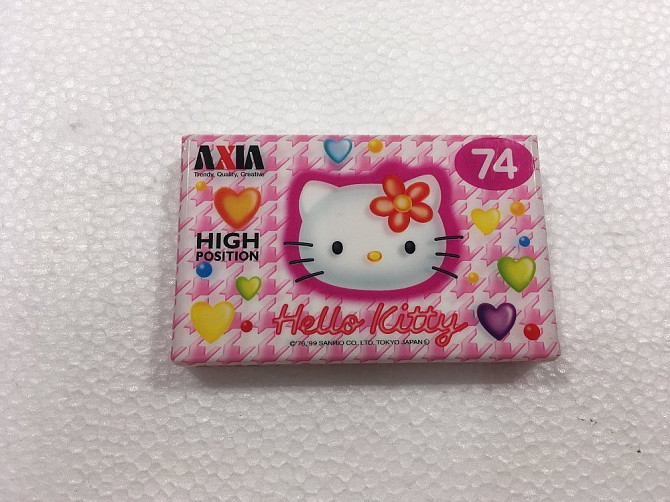 AXIA
Trendy, Quality, Creative
74
HIGH
POSITION
Hello Kitty
©'76,'99 SANRIO CO., LTD. TOKYO JAPAN Ⓛ